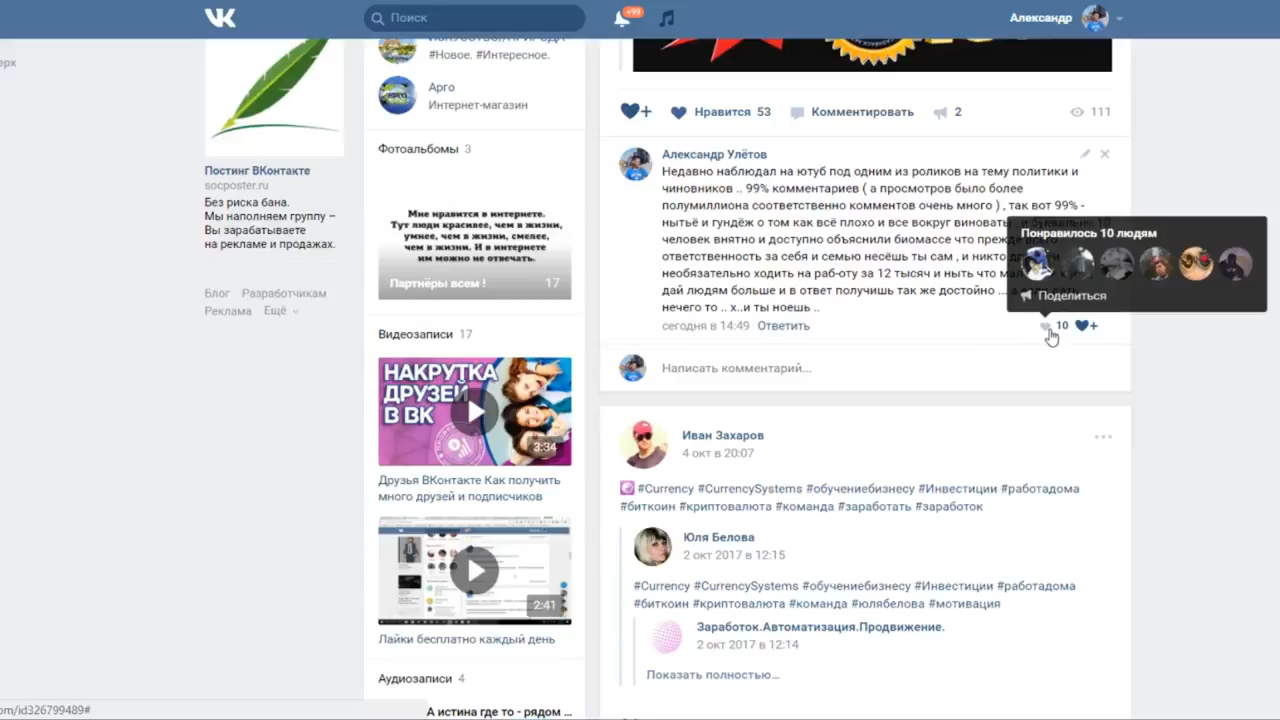 Поиск
+99
Александр
ерх
#Новое. #Интересное.
Арго
Интернет-магазин
Фотоальбомы 3
Мне нравится в интернете.
Тут люди красивее, чем в жизни,
умнее, чем в жизни, смелее,
чем в жизни. И в интернете
им можно не отвечать.
Партнёры всем !
17
Видеозаписи 17
НАКРУТКА
ДРУЗЕЙ
В ВК
3:34
Друзья ВКонтакте Как получить
много друзей и подписчиков
2:41
Лайки бесплатно каждый день
Аудиозаписи 4
А истина где то - рядом ...
Постинг ВКонтакте
socposter.ru
Без риска бана.
Мы наполняем группу –
Вы зарабатываете
на рекламе и продажах.
Блог Разработчикам
Реклама Ещё
Нравится 53
Комментировать
2
111
Александр Улётов
Недавно наблюдал на ютуб под одним из роликов на тему политики и
чиновников .. 99% комментариев ( а просмотров было более
полумиллиона соответственно комментов очень много ) , так вот 99% -
нытьё и гундёж о том как всё плохо и все вокруг виноваты
человек внятно и доступно объяснили биомассе что прежде всего
ответственность за себя и семью несёшь ты сам , и никто
необязательно ходить на раб-оту за 12 тысяч и ныть что
дай людям больше и в ответ получишь так же достойно ...
нечего то .. х..и ты ноешь ..
сегодня в 14:49 Ответить
10
Понравилось 10 людям
Поделиться
Написать комментарий...
Иван Захаров
4 окт в 20:07
#Currency #CurrencySystems #обучениебизнесу #Инвестиции #работадома
#биткоин #криптовалюта #команда #заработать #заработок
Юля Белова
2 окт 2017 в 12:15
#Currency #CurrencySystems #обучениебизнесу #Инвестиции #работадома
#биткоин #криптовалюта #команда #юлябелова #мотивация
Заработок.Автоматизация.Продвижение.
2 окт 2017 в 12:14
Показать полностью...
om/id326799489#